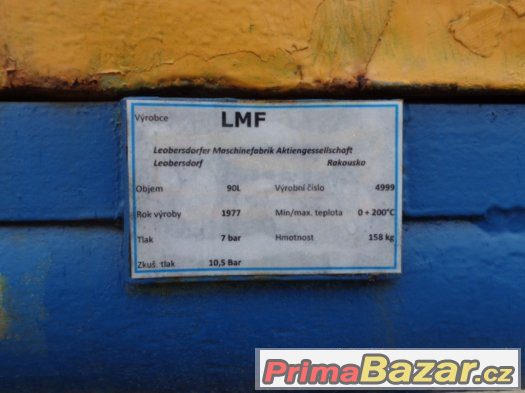 Výrobce LMF
Leobersdorfer Maschinefabrik Aktiengessellschaft
Leobersdorf Rakousko
Objem 90L Výrobní číslo 4999
Rok výroby 1977 Min/max. teplota 0 + 200°C
Tlak 7 bar Hmotnost 158 kg
Zkuš. tlak 10,5 Bar
PrimaBazar.cz